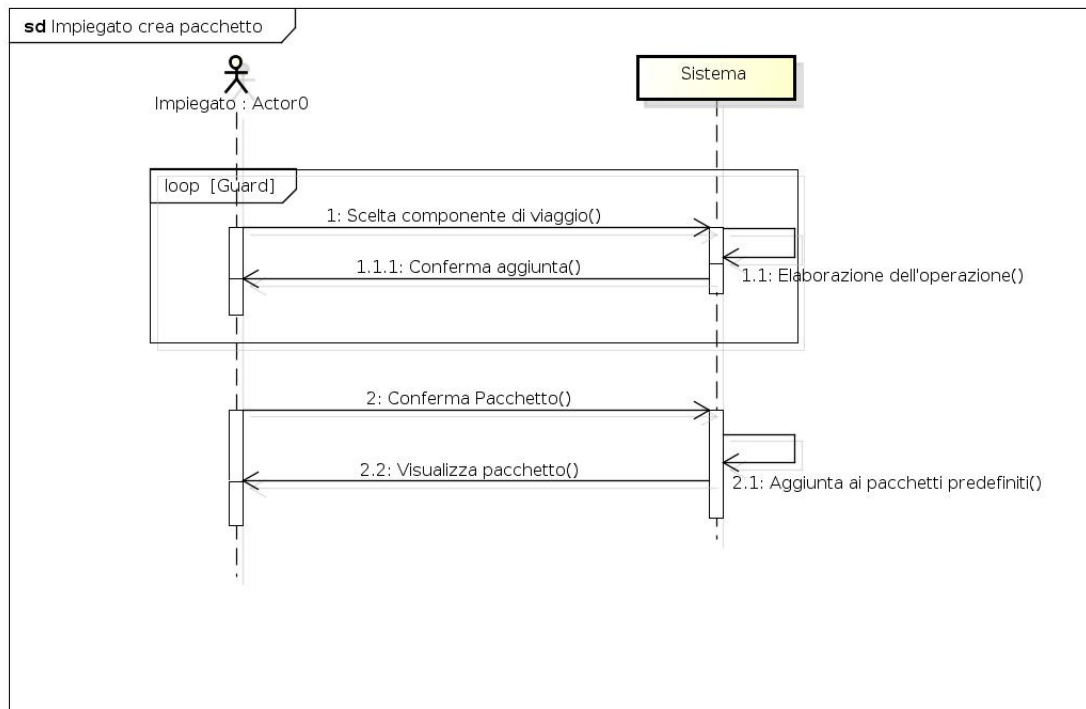 sd Impiegato crea pacchetto
Impiegato : Actor0
Sistema
loop [Guard]
1: Scelta componente di viaggio()
1.1: Elaborazione dell'operazione()
1.1.1: Conferma aggiunta()
2: Conferma Pacchetto()
2.1: Aggiunta ai pacchetti predefiniti()
2.2: Visualizza pacchetto()